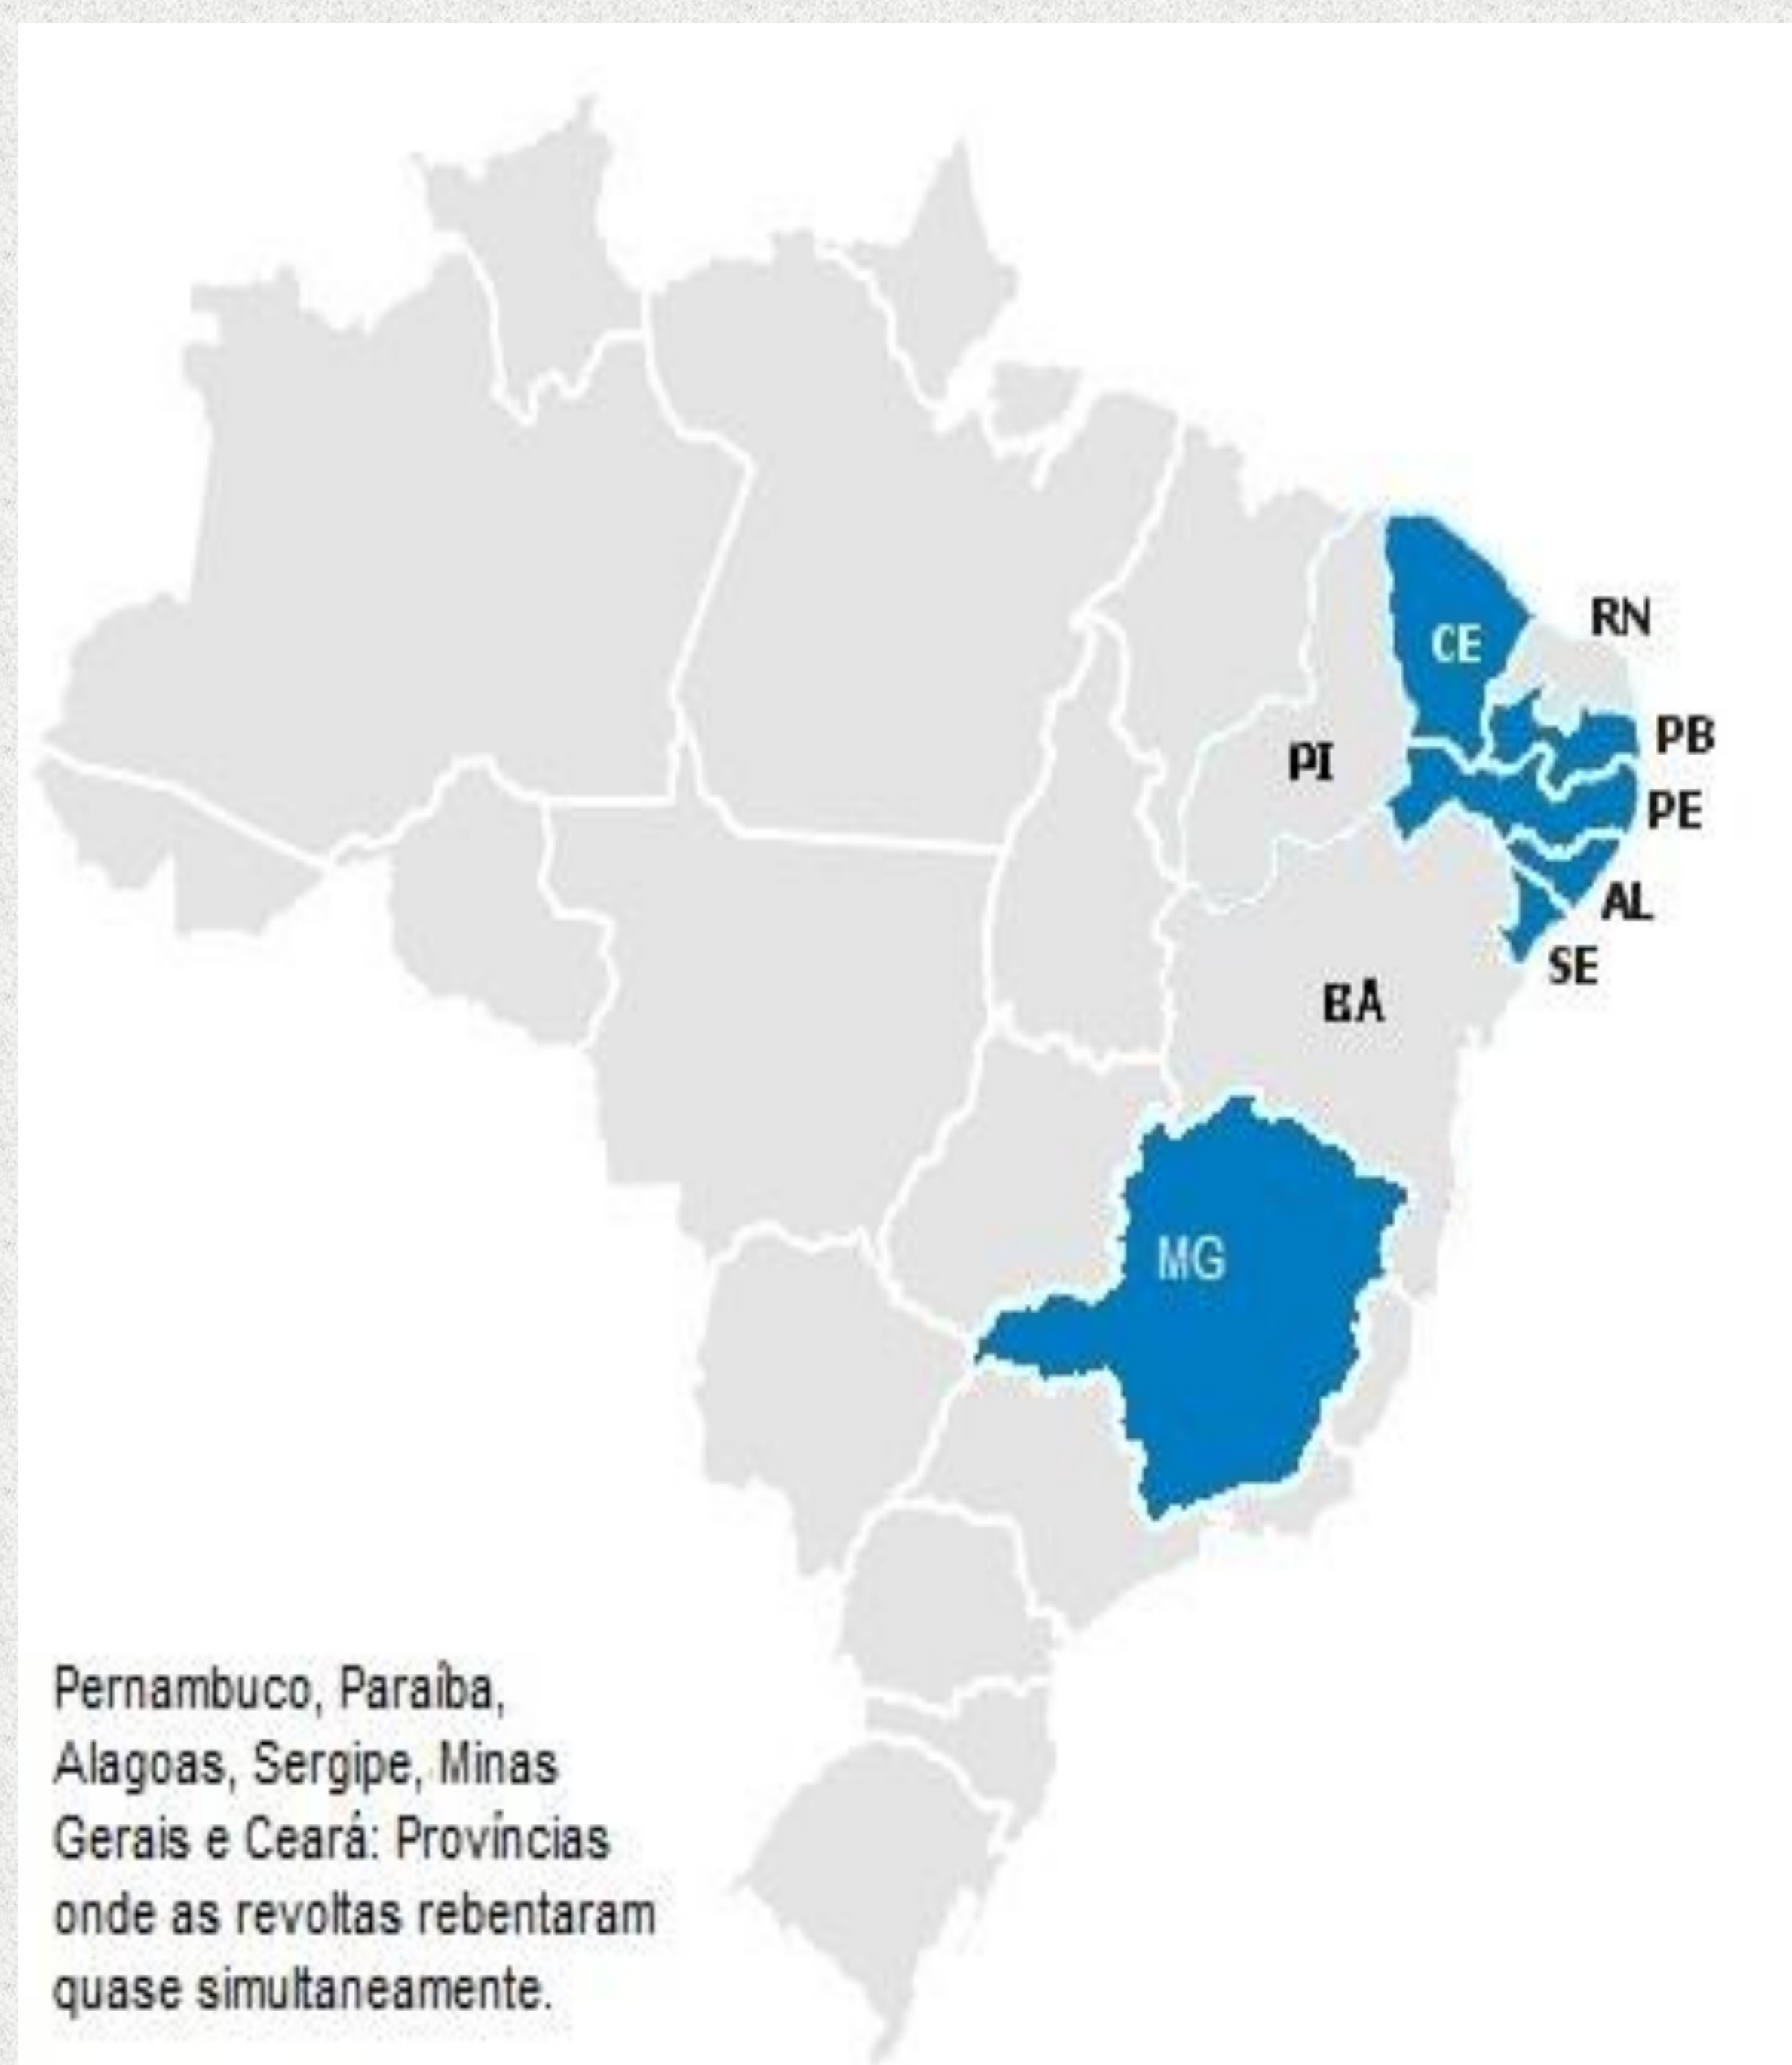 CE
RN
PB
PI
PE
AL
SE
BA
MG
Pernambuco, Paraíba,
Alagoas, Sergipe, Minas
Gerais e Ceará: Províncias
onde as revoltas rebentaram
quase simultaneamente.